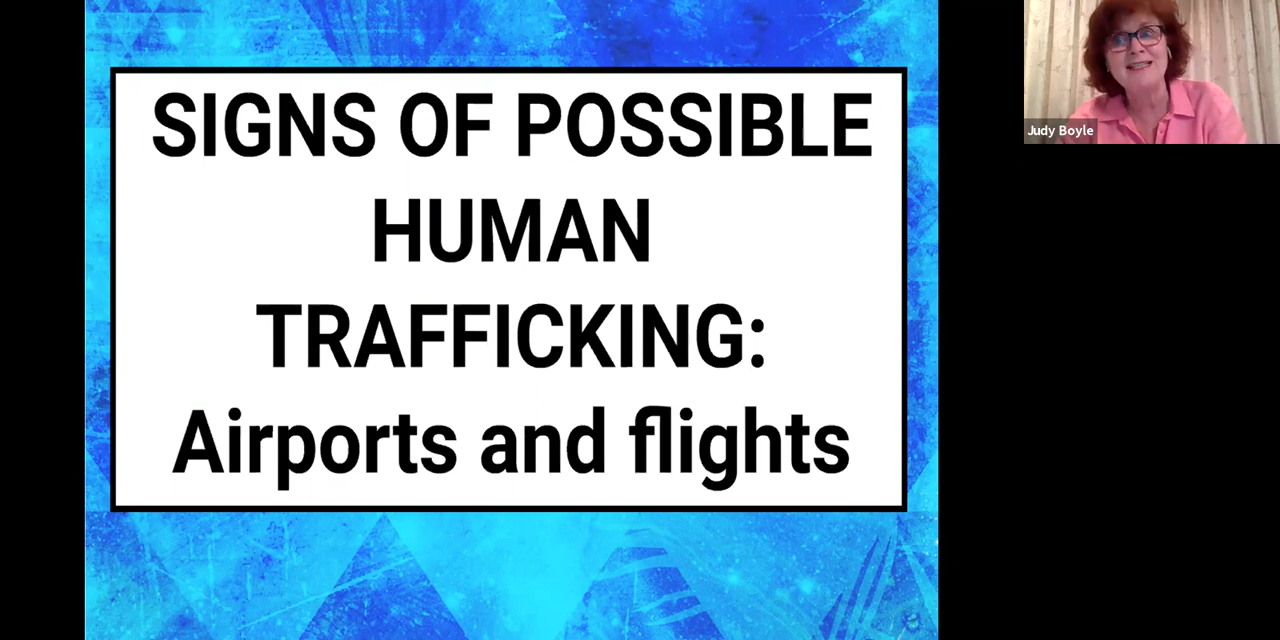 SIGNS OF POSSIBLE
HUMAN
TRAFFICKING:
Airports and flights
Judy Boyle